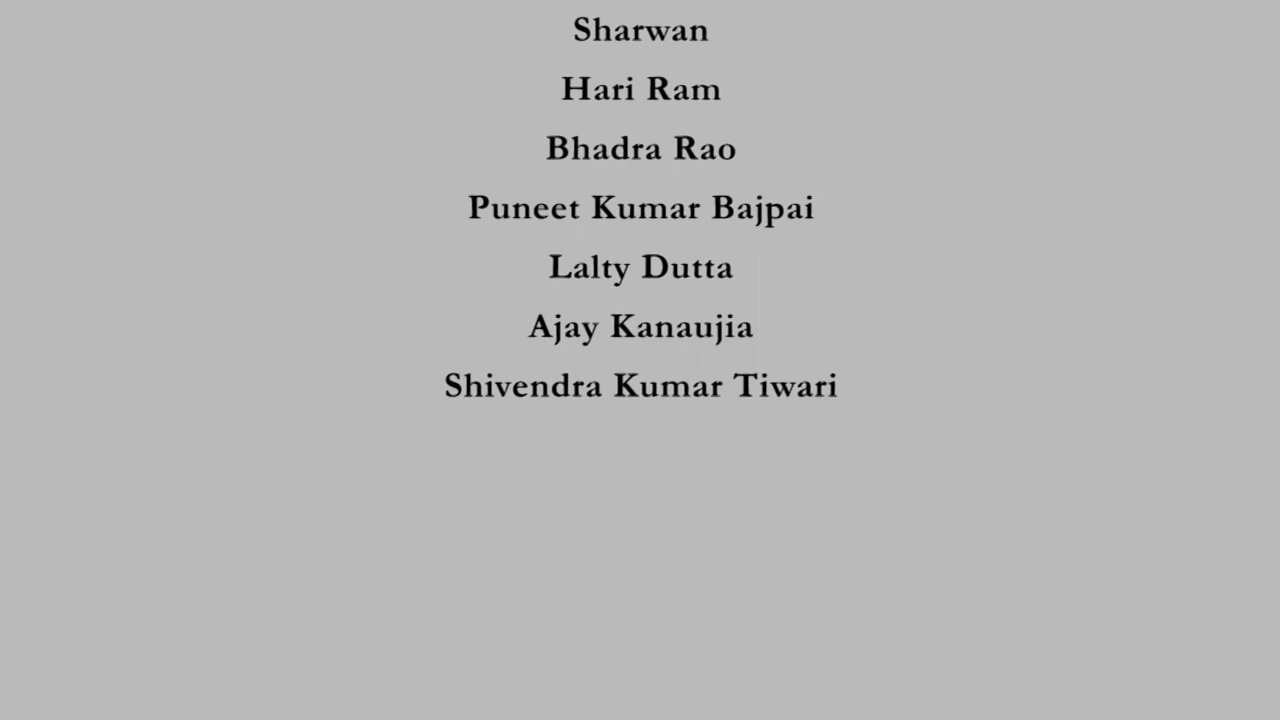 Sharwan
Hari Ram
Bhadra Rao
Puneet Kumar Bajpai
Lalty Dutta
Ajay Kanaujia
Shivendra Kumar Tiwari